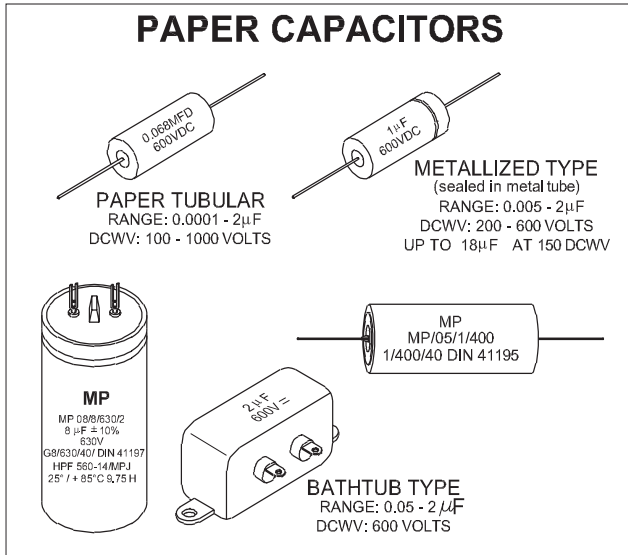 PAPER CAPACITORS
0.068MFD
600VDC
PAPER TUBULAR
RANGE: 0.0001 - 2µF
DCWV: 100 - 1000 VOLTS
1µF
600VDC
METALLIZED TYPE
(sealed in metal tube)
RANGE: 0.005 - 2µF
DCWV: 200 - 600 VOLTS
UP TO 18µF AT 150 DCWV
MP
MP 08/8/630/2
8 µF ± 10%
630V
G8/630/40/ DIN 41197
HPF 560-14/MPJ
25° / + 85°C 9.75 H
MP
MP/05/1/400
1/400/40 DIN 41195
2µF
600V =
BATHTUB TYPE
RANGE: 0.05 - 2 µF
DCWV: 600 VOLTS